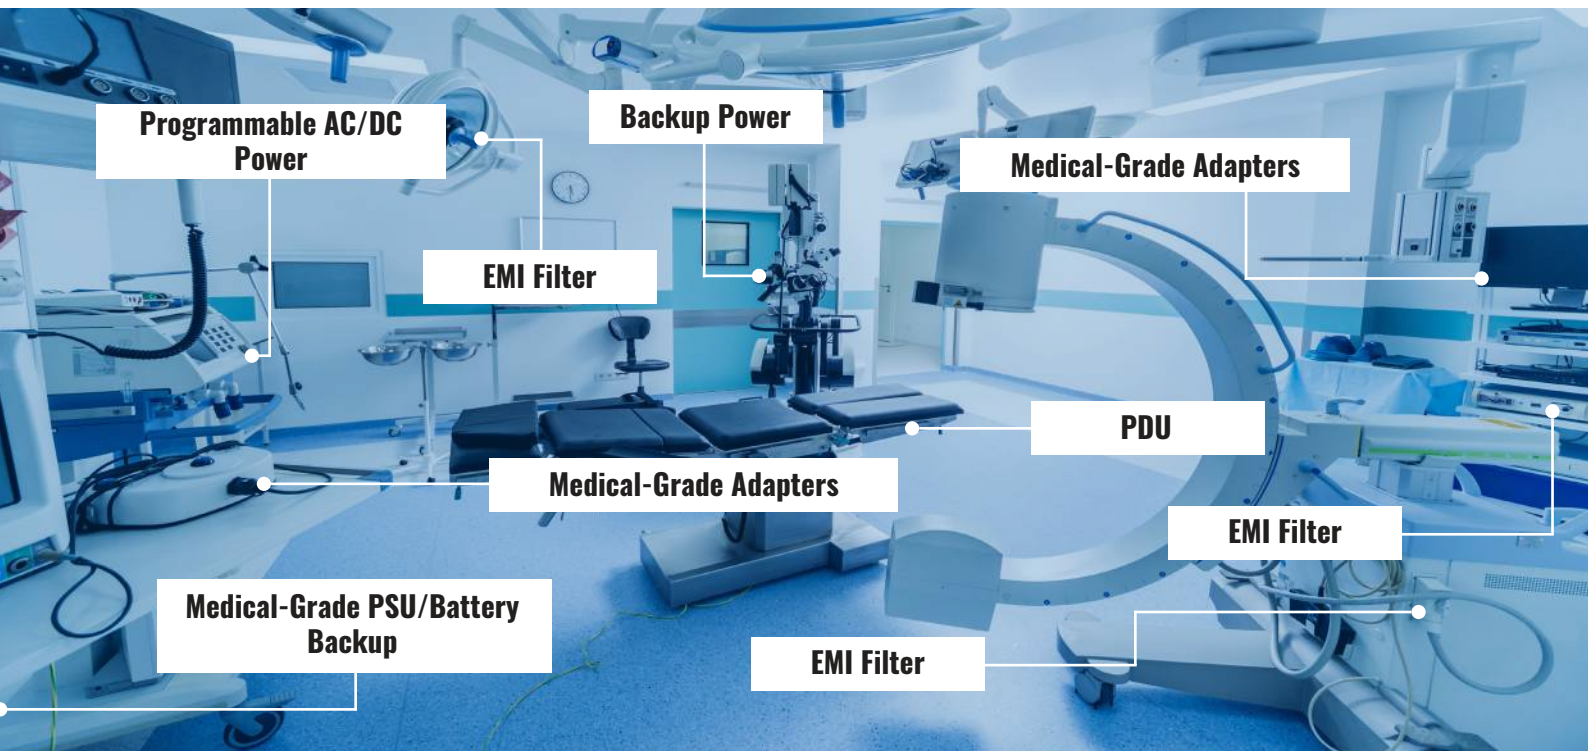 Programmable AC/DC
Power
Backup Power
Medical-Grade Adapters
EMI Filter
PDU
Medical-Grade Adapters
EMI Filter
Medical-Grade PSU/Battery
Backup
EMI Filter